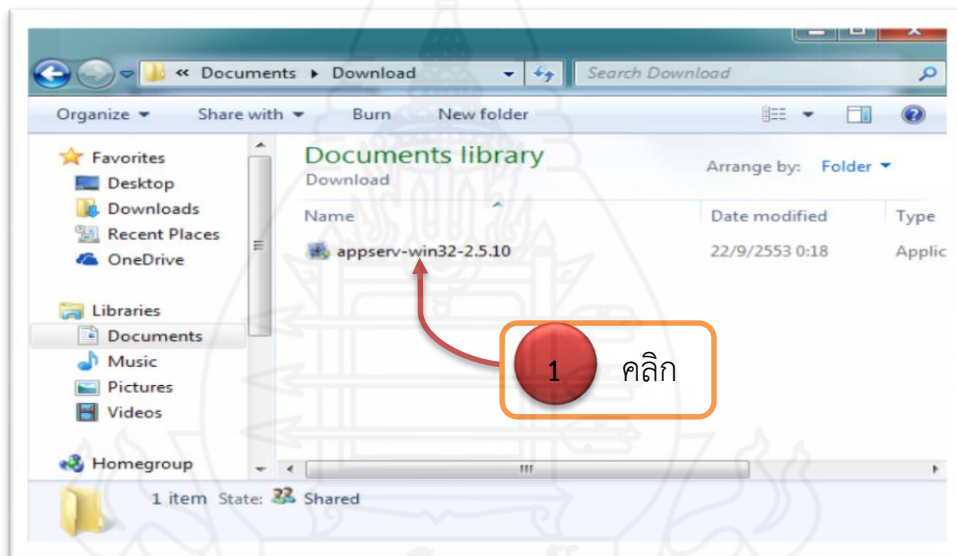 « Documents ▸ Download Search Download
Organize Share with Burn New folder
Favorites
Desktop
Downloads
Recent Places
OneDrive
Libraries
Documents
Music
Pictures
Videos
Homegroup
Documents library
Download
Arrange by: Folder
Name Date modified Type
appserv-win32-2.5.10 22/9/2553 0:18 Applic
1 คลิก
1 item State: Shared